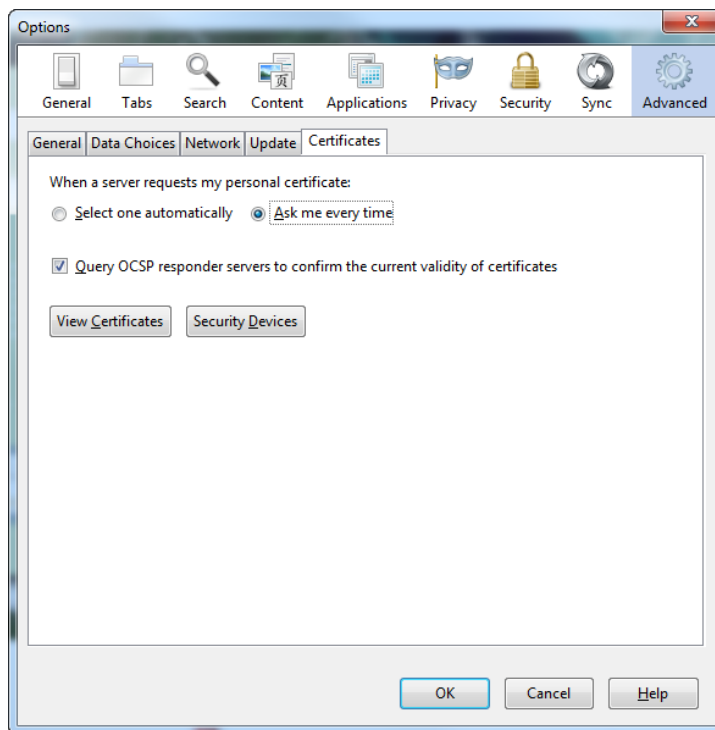 Options
General Tabs Search Content Applications Privacy Security Sync Advanced
General Data Choices Network Update Certificates
When a server requests my personal certificate:
Select one automatically Ask me every time
Query OCSP responder servers to confirm the current validity of certificates
View Certificates Security Devices
OK Cancel Help